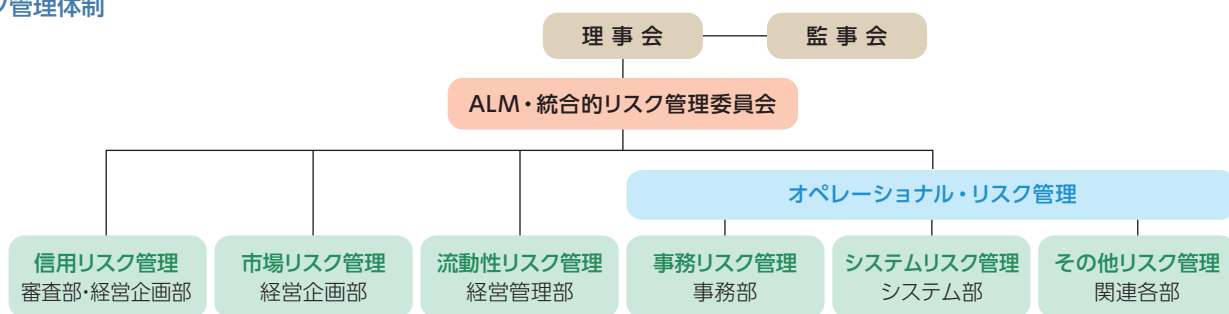 ク管理体制
理事会
監事会
ALM・統合的リスク管理委員会
オペレーショナル・リスク管理
信用リスク管理
審査部・経営企画部
市場リスク管理
経営企画部
流動性リスク管理
経営管理部
事務リスク管理
事務部
システムリスク管理
システム部
その他リスク管理
関連各部